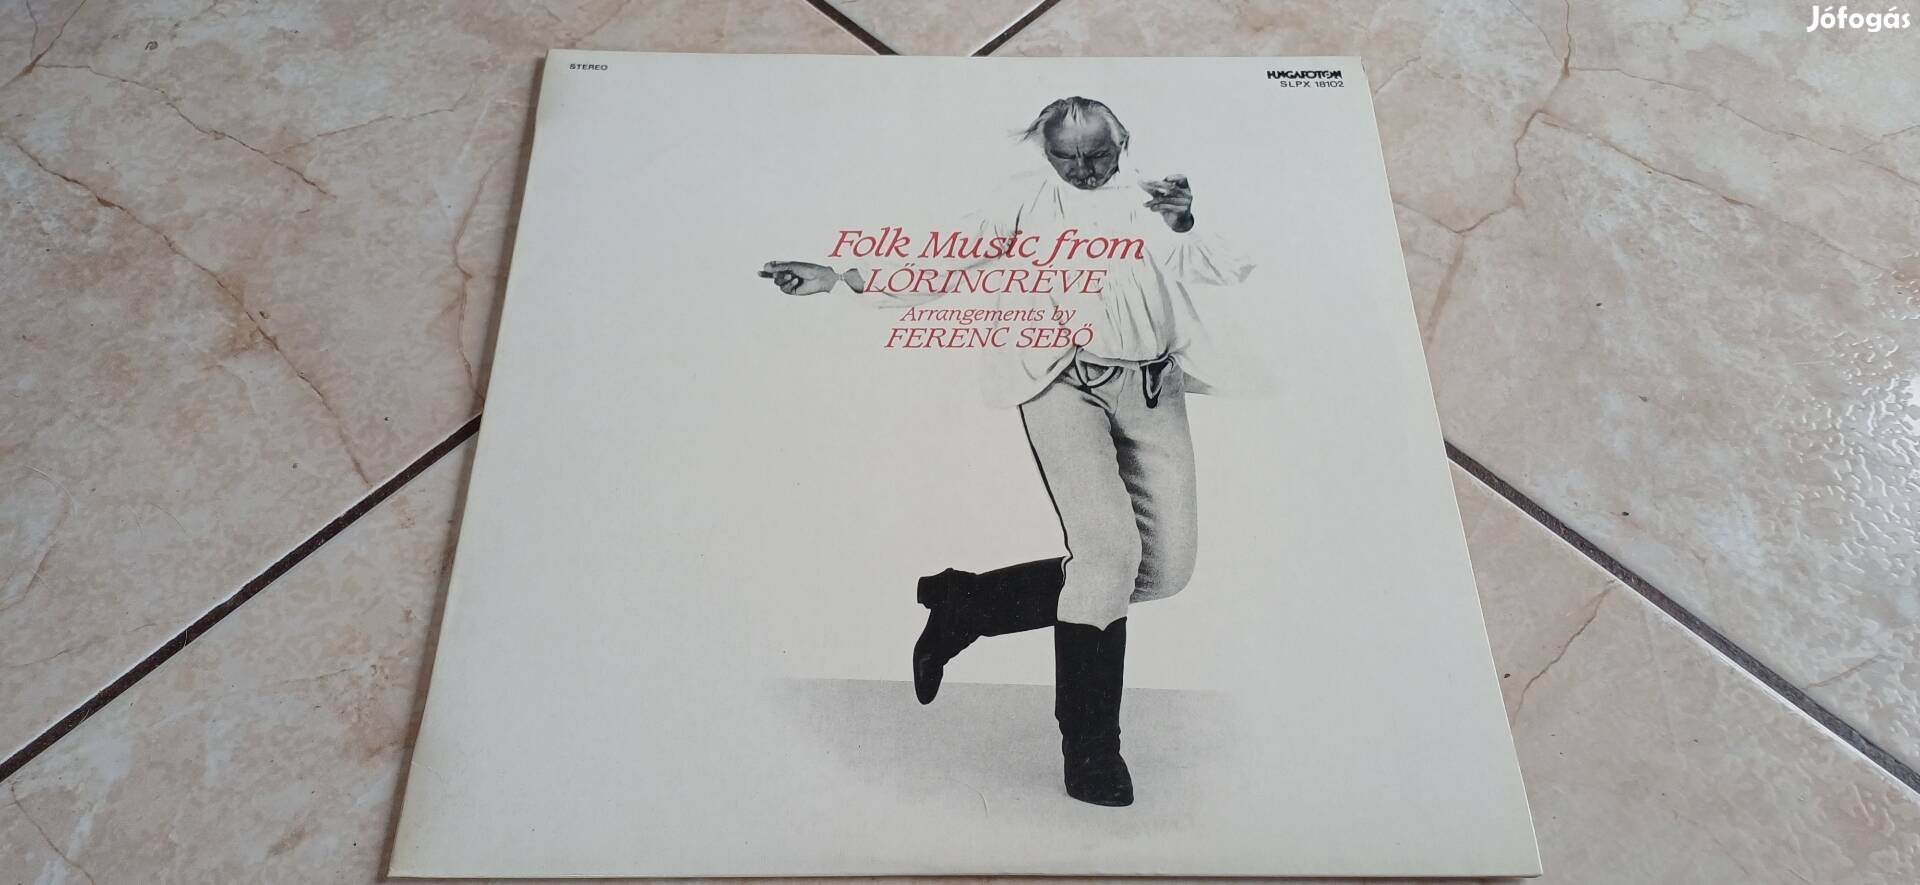 Jófogás
STEREO
HUNGAROTON
SLPX 18102
Folk Music from
LŐRINCRÉVE
Arrangements by
FERENC SEBŐ